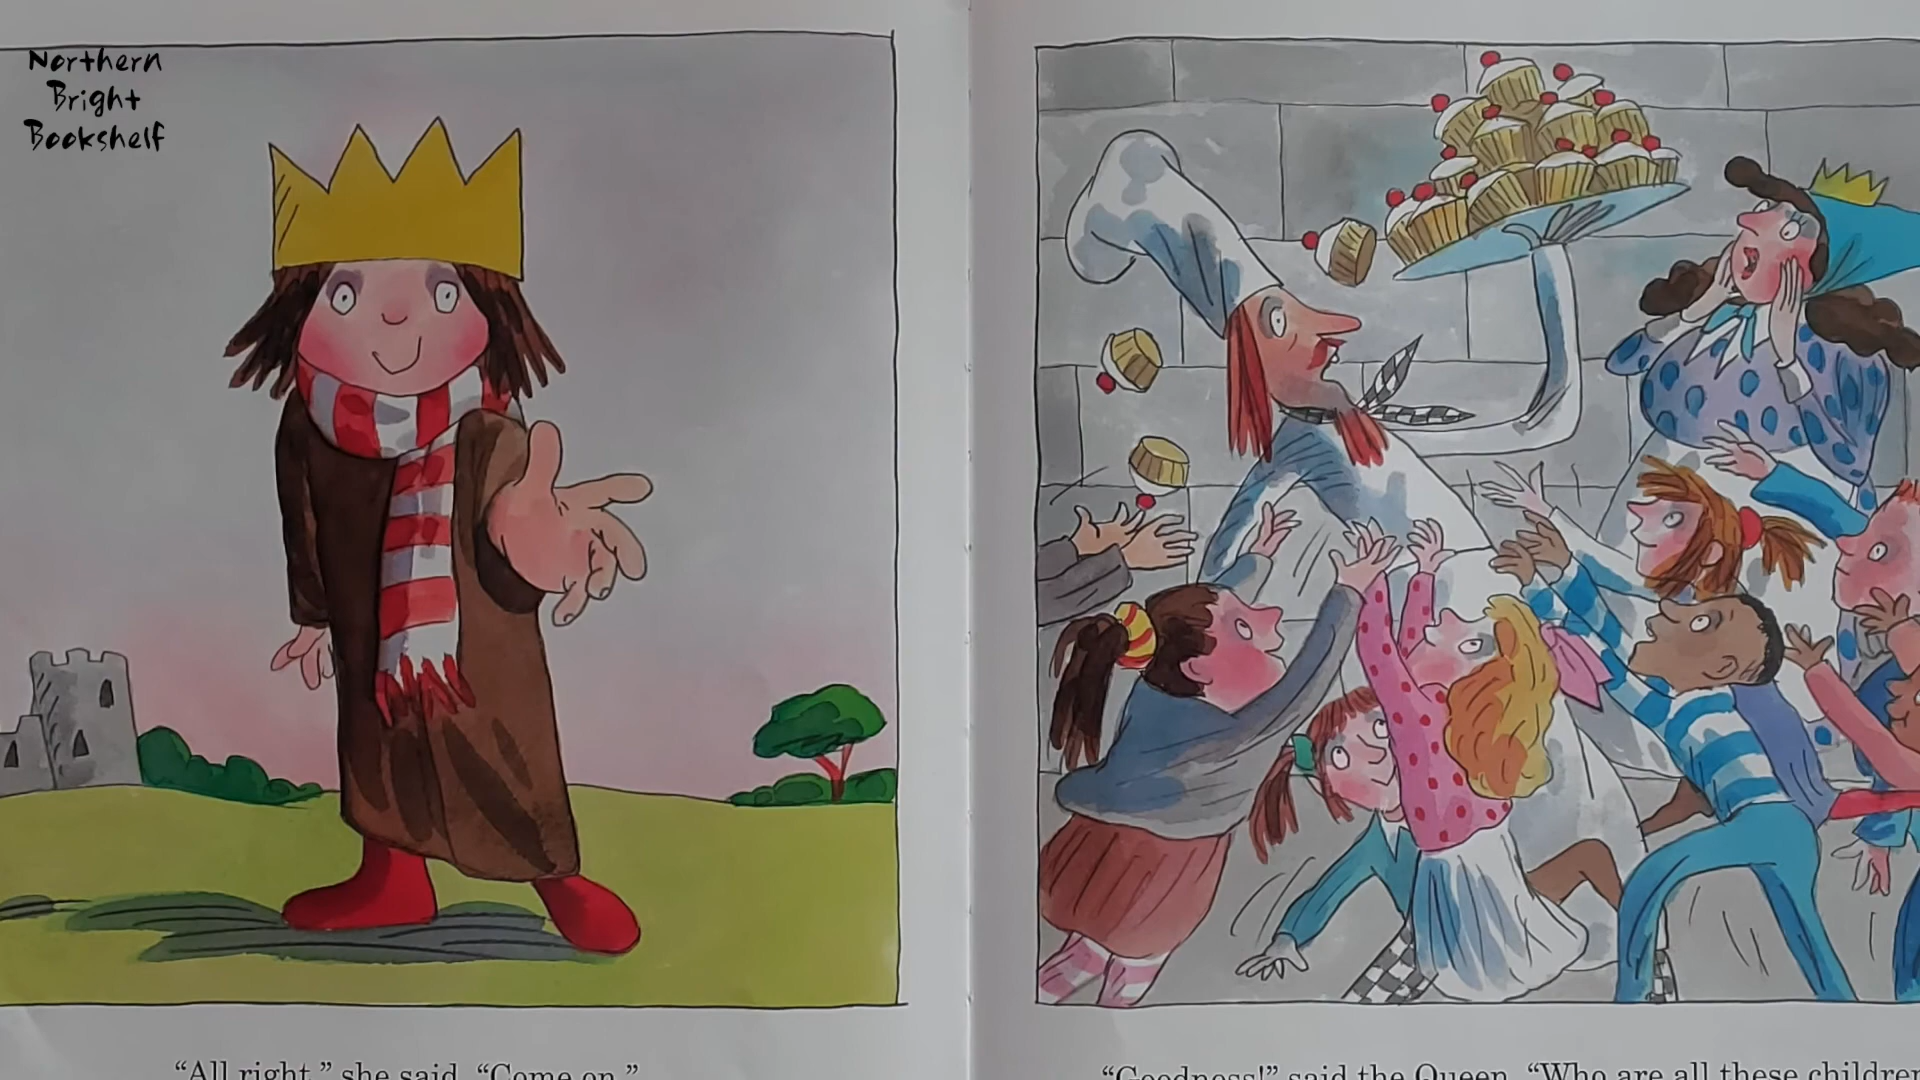 Northern
Bright
Bookshelf
“All right,” she said. “Come on.”
“Goodness!” said the Queen. “Who are all these children